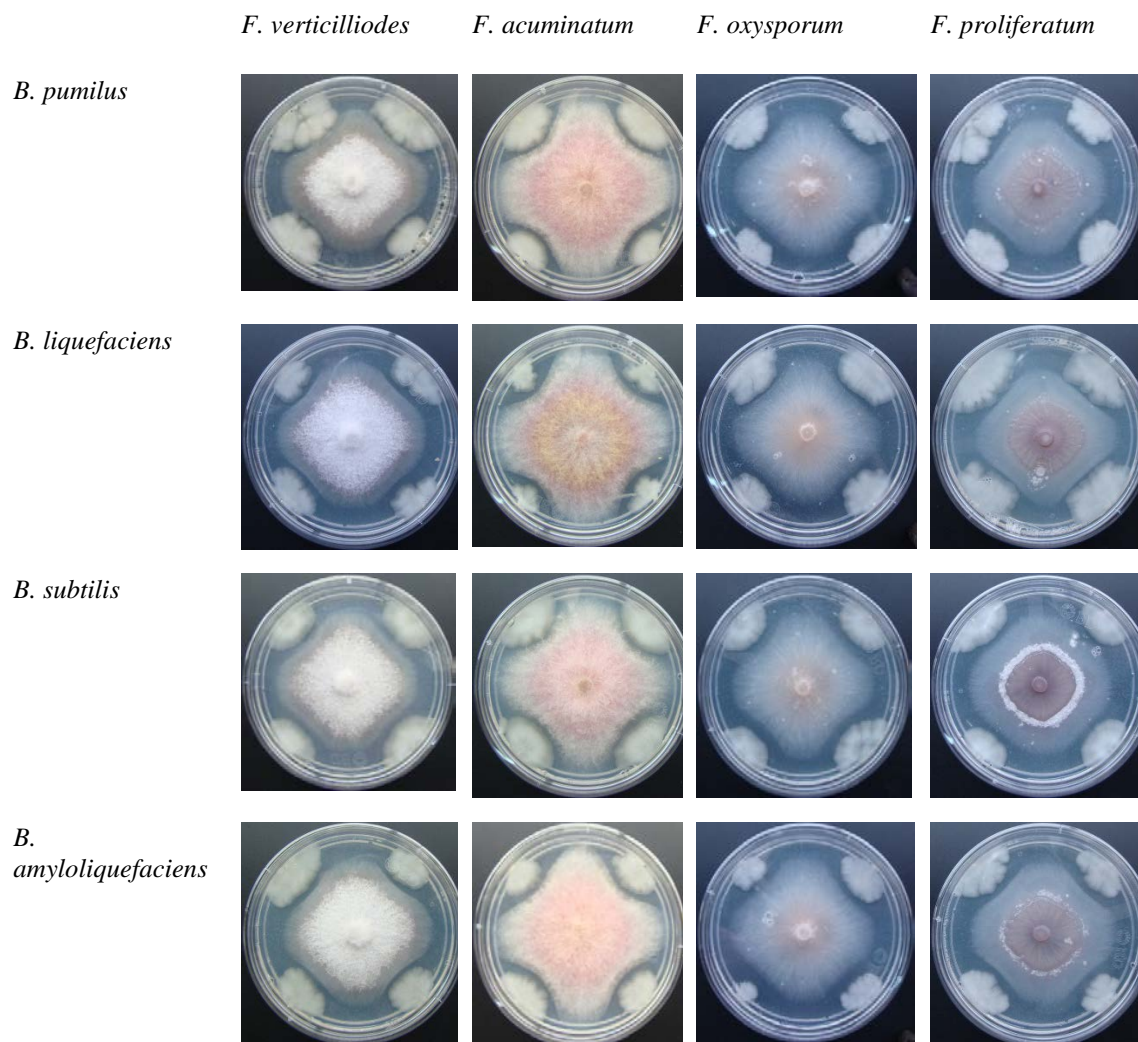 F. verticilliodes F. acuminatum F. oxysporum F. proliferatum
B. pumilus
B. liquefaciens
B. subtilis
B.
amyloliquefaciens